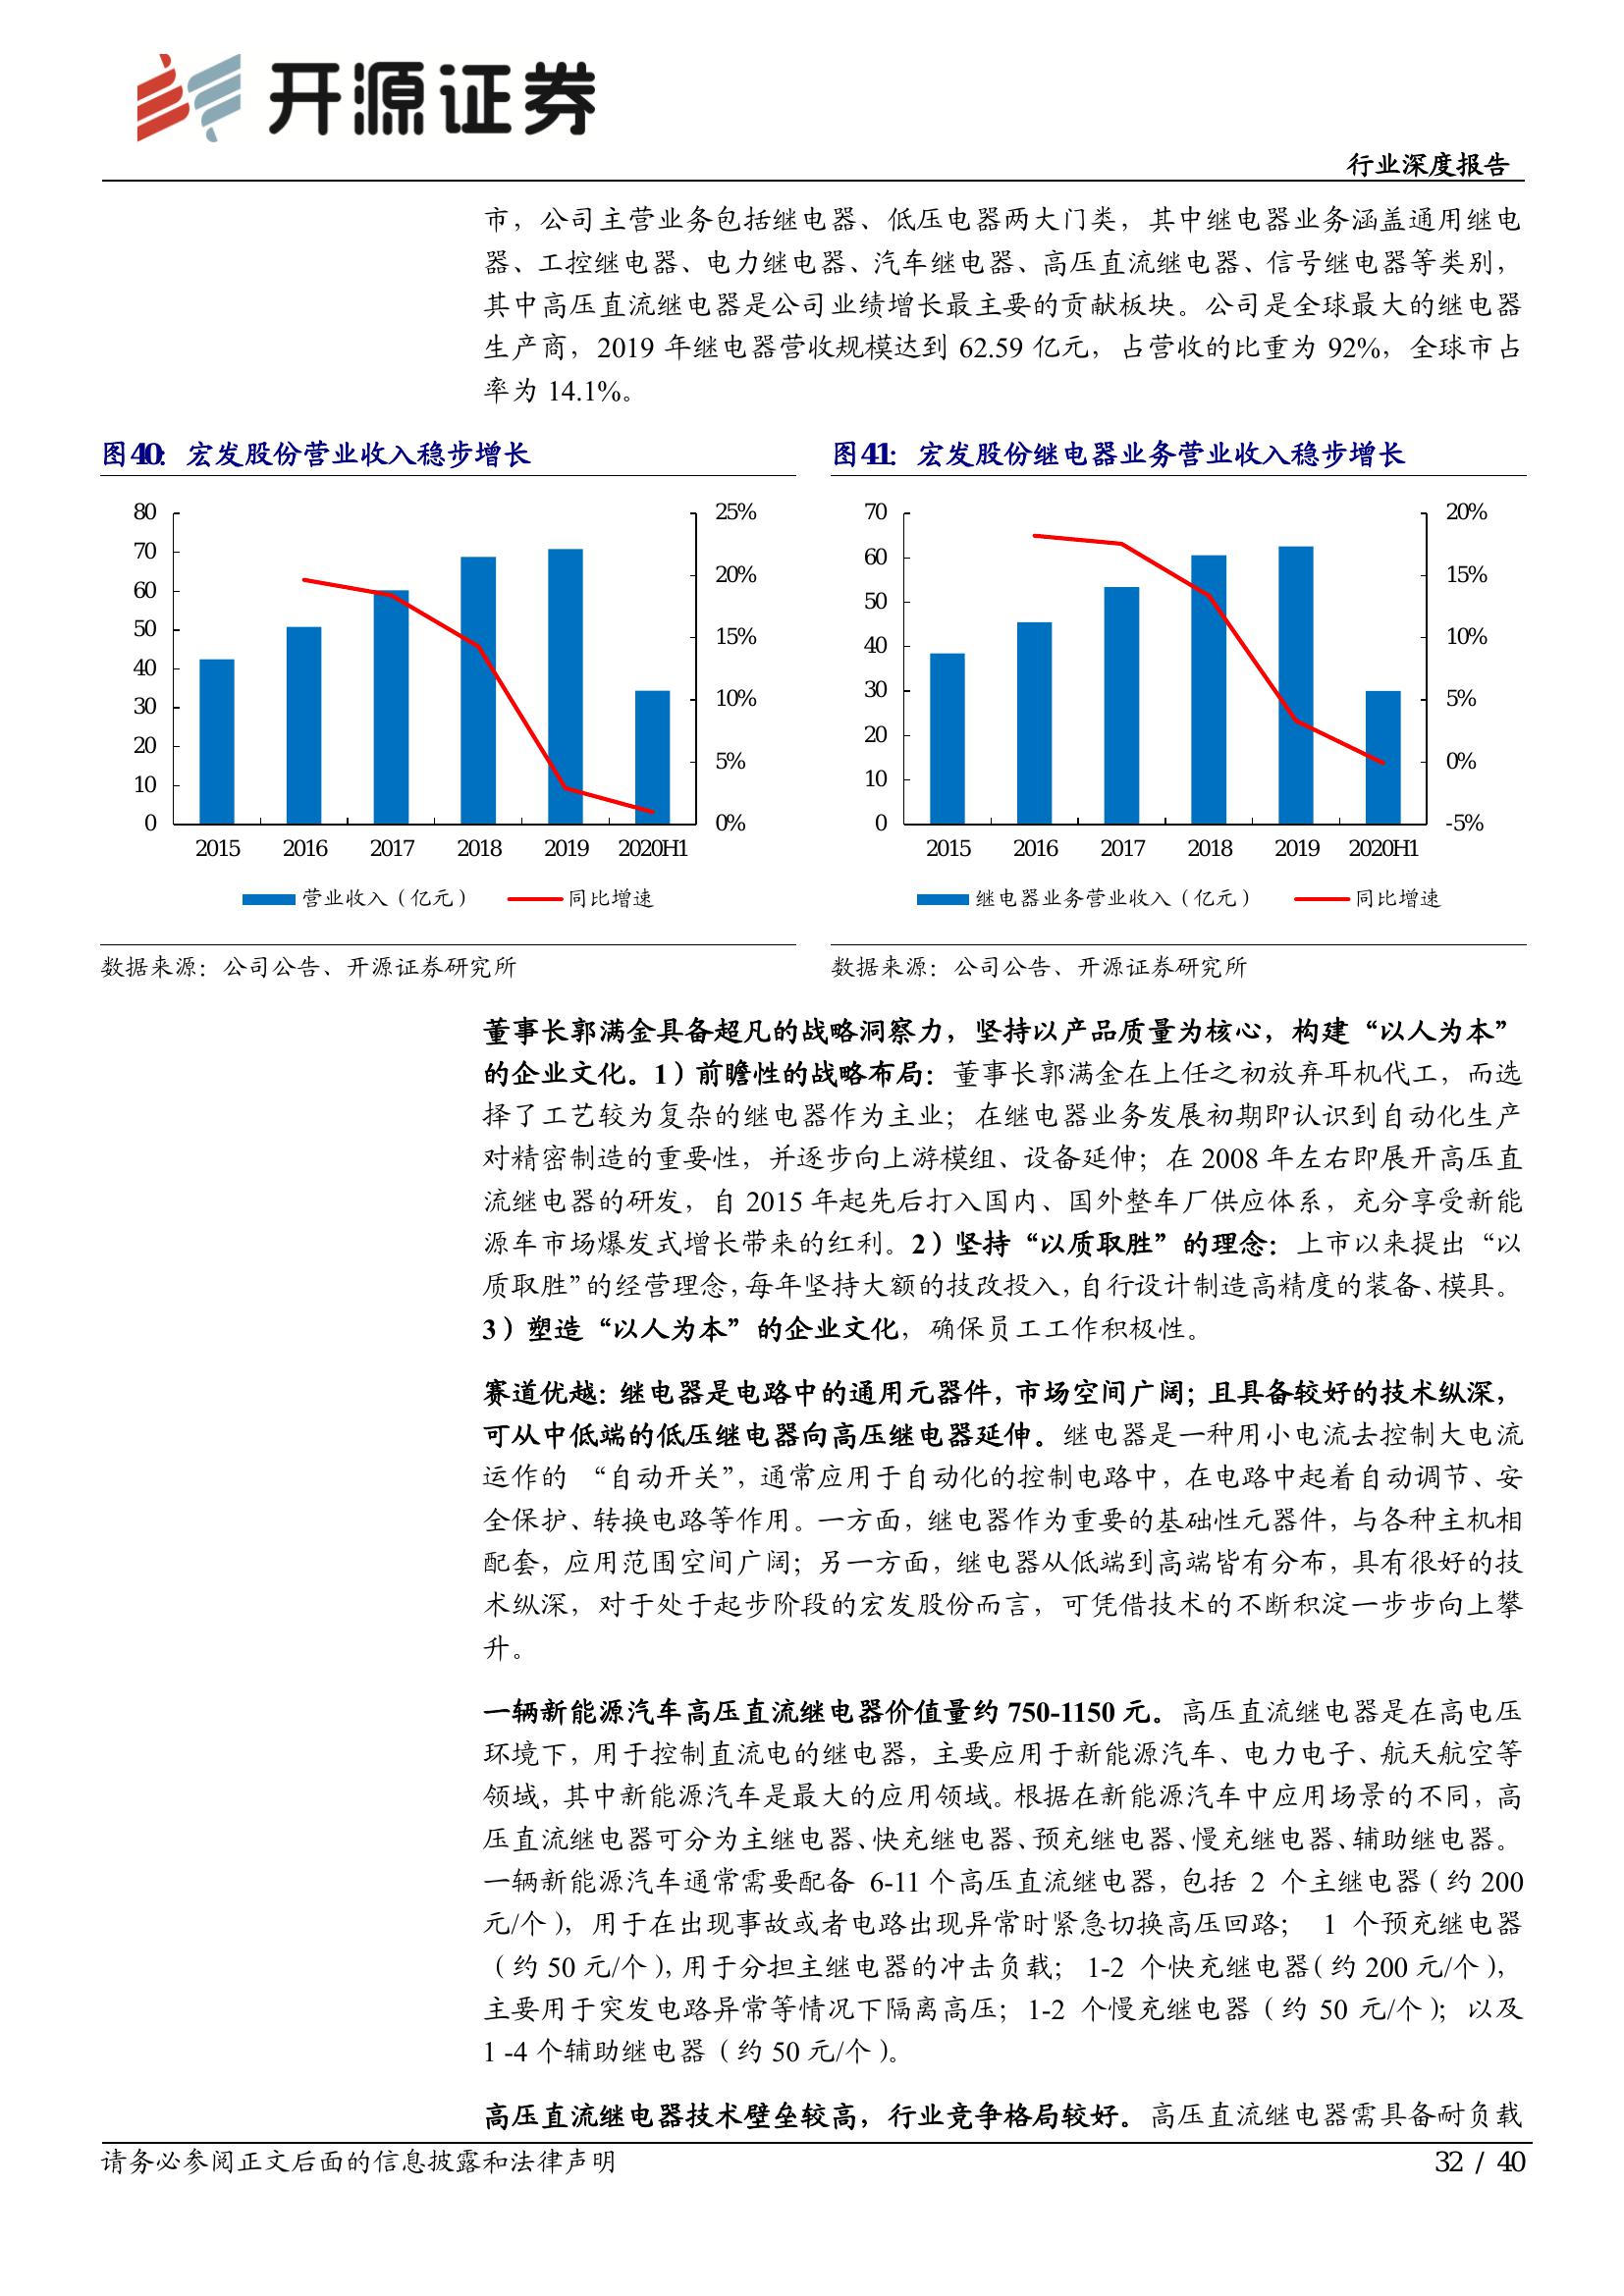 开源证券
行业深度报告
市，公司主营业务包括继电器、低压电器两大门类，其中继电器业务涵盖通用继电
器、工控继电器、电力继电器、汽车继电器、高压直流继电器、信号继电器等类别，
其中高压直流继电器是公司业绩增长最主要的贡献板块。公司是全球最大的继电器
生产商，2019 年继电器营收规模达到 62.59 亿元，占营收的比重为 92%，全球市占
率为 14.1%。
图40：宏发股份营业收入稳步增长
80
70
60
50
40
30
20
10
0
25%
20%
15%
10%
5%
0%
2015 2016 2017 2018 2019 2020H1
营业收入（亿元） 同比增速
数据来源：公司公告、开源证券研究所
图41：宏发股份继电器业务营业收入稳步增长
70
60
50
40
30
20
10
0
20%
15%
10%
5%
0%
-5%
2015 2016 2017 2018 2019 2020H1
继电器业务营业收入（亿元） 同比增速
数据来源：公司公告、开源证券研究所
董事长郭满金具备超凡的战略洞察力，坚持以产品质量为核心，构建“以人为本”
的企业文化。1）前瞻性的战略布局：董事长郭满金在上任之初放弃耳机代工，而选
择了工艺较为复杂的继电器作为主业；在继电器业务发展初期即认识到自动化生产
对精密制造的重要性，并逐步向上游模组、设备延伸；在 2008 年左右即展开高压直
流继电器的研发，自 2015 年起先后打入国内、国外整车厂供应体系，充分享受新能
源车市场爆发式增长带来的红利。2）坚持“以质取胜”的理念：上市以来提出“以
质取胜”的经营理念，每年坚持大额的技改投入，自行设计制造高精度的装备、模具。
3）塑造“以人为本”的企业文化，确保员工工作积极性。
赛道优越：继电器是电路中的通用元器件，市场空间广阔；且具备较好的技术纵深，
可从中低端的低压继电器向高压继电器延伸。继电器是一种用小电流去控制大电流
运作的 “自动开关”，通常应用于自动化的控制电路中，在电路中起着自动调节、安
全保护、转换电路等作用。一方面，继电器作为重要的基础性元器件，与各种主机相
配套，应用范围空间广阔；另一方面，继电器从低端到高端皆有分布，具有很好的技
术纵深，对于处于起步阶段的宏发股份而言，可凭借技术的不断积淀一步步向上攀
升。
一辆新能源汽车高压直流继电器价值量约 750-1150 元。高压直流继电器是在高电压
环境下，用于控制直流电的继电器，主要应用于新能源汽车、电力电子、航天航空等
领域，其中新能源汽车是最大的应用领域。根据在新能源汽车中应用场景的不同，高
压直流继电器可分为主继电器、快充继电器、预充继电器、慢充继电器、辅助继电器。
一辆新能源汽车通常需要配备 6-11 个高压直流继电器，包括 2 个主继电器（约 200
元/个），用于在出现事故或者电路出现异常时紧急切换高压回路； 1 个预充继电器
（约 50 元/个），用于分担主继电器的冲击负载； 1-2 个快充继电器（约 200 元/个），
主要用于突发电路异常等情况下隔离高压；1-2 个慢充继电器（约 50 元/个）；以及
1 -4 个辅助继电器（约 50 元/个）。
高压直流继电器技术壁垒较高，行业竞争格局较好。高压直流继电器需具备耐负载
请务必参阅正文后面的信息披露和法律声明
32 / 40